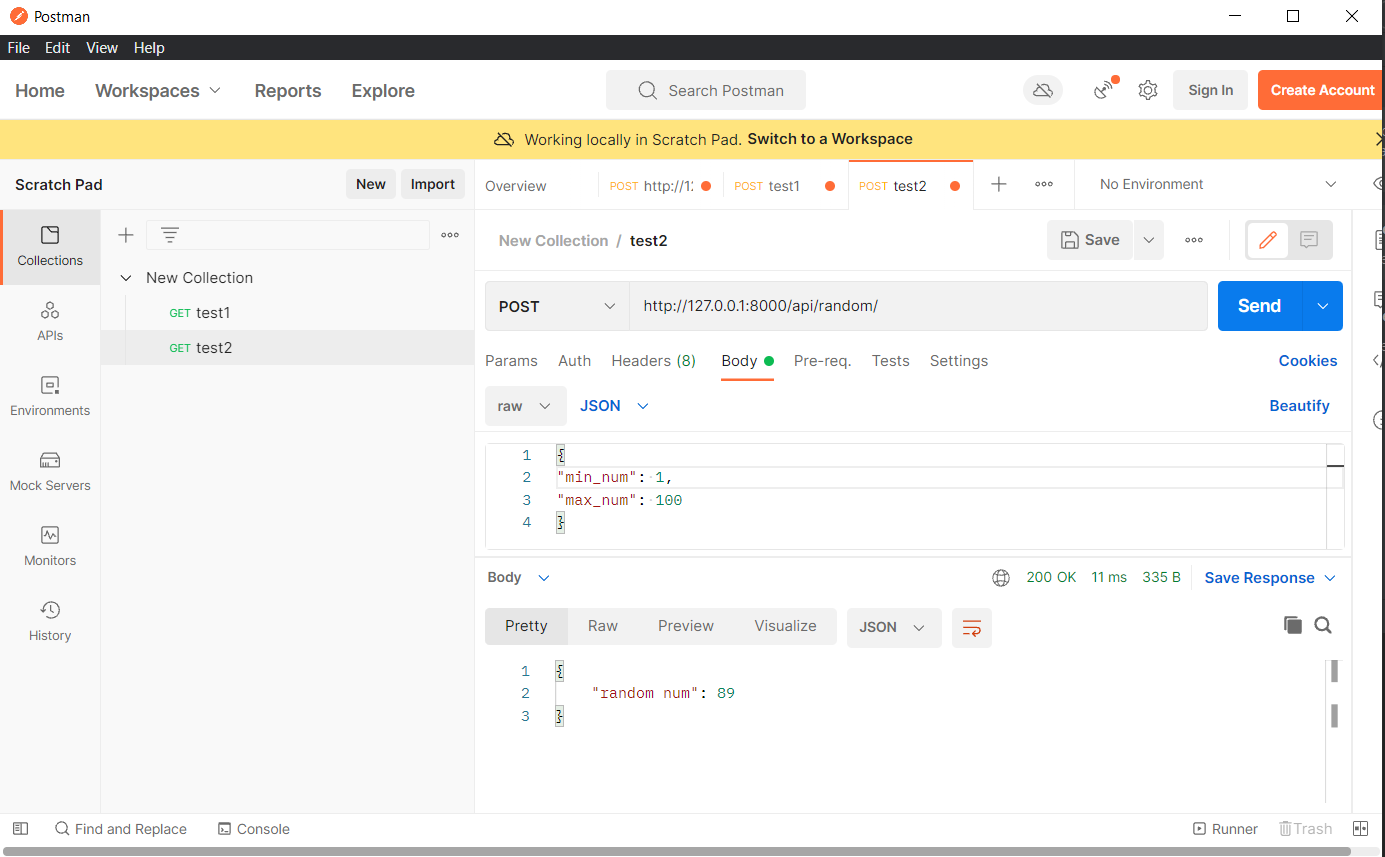 Postman
File Edit View Help
Home Workspaces Reports Explore Search Postman Sign In Create Account
Working locally in Scratch Pad. Switch to a Workspace
Scratch Pad New Import Overview POST http://12 POST test1 POST test2 No Environment
Collections
New Collection / test2 Save
New Collection
GET test1
GET test2
APIs
Environments
Mock Servers
Monitors
History
POST http://127.0.0.1:8000/api/random/ Send
Params Auth Headers (8) Body Pre-req. Tests Settings Cookies
raw JSON Beautify
1 {
2 "min_num": 1,
3 "max_num": 100
4 }
Body 200 OK 11 ms 335 B Save Response
Pretty Raw Preview Visualize JSON
1 {
2 "random num": 89
3 }
Find and Replace Console Runner Trash